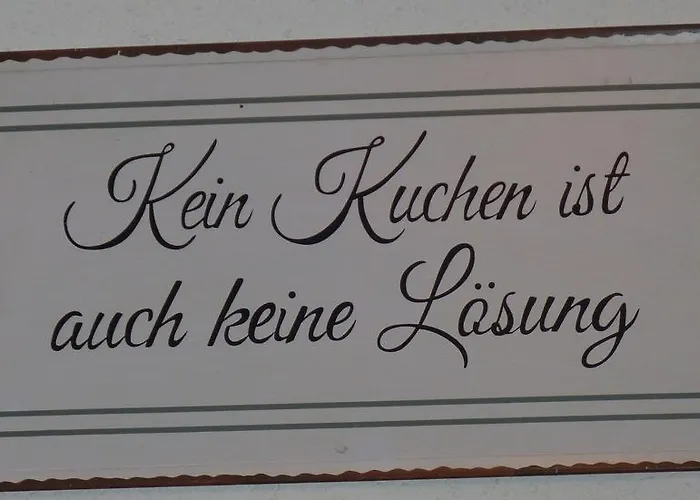 Kein Kuchen ist
auch keine Lösung